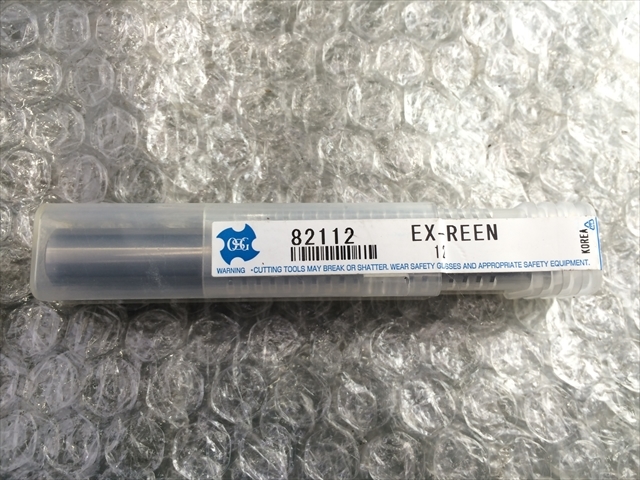 OSG 82112 EX-REEN
12
KOREA
WARNING •CUTTING TOOLS MAY BREAK OR SHATTER. WEAR SAFETY GLASSES AND APPROPRIATE SAFETY EQUIPMENT.